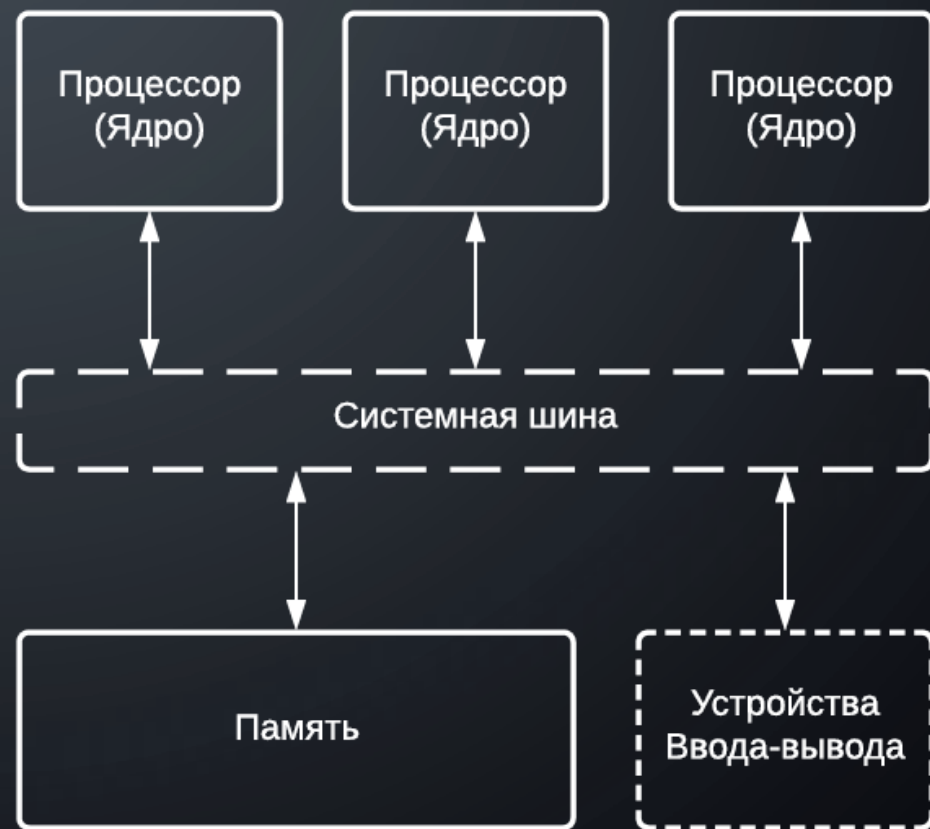 Процессор
(Ядро)
Процессор
(Ядро)
Процессор
(Ядро)
Системная шина
Память
Устройства
Ввода-вывода